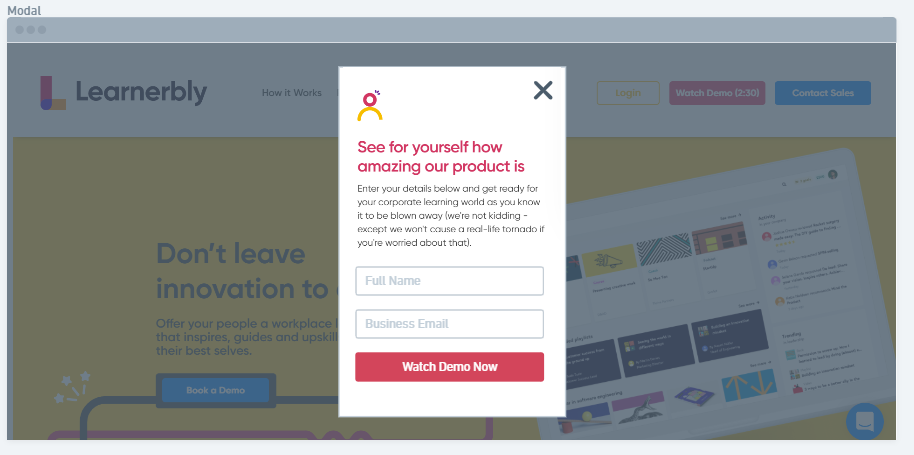 Modal
Learnerbly
How it Works
Login
Watch Demo (2:30)
Contact Sales
See for yourself how
amazing our product is
Enter your details below and get ready for
your corporate learning world as you know
it to be blown away (we're not kidding -
except we won't cause a real-life tornado if
you're worried about that).
Full Name
Business Email
Watch Demo Now
Don't leave
innovation to
Offer your people a workplace
that inspires, guides and upskil
their best selves.
Book a Demo
Activity
Trending